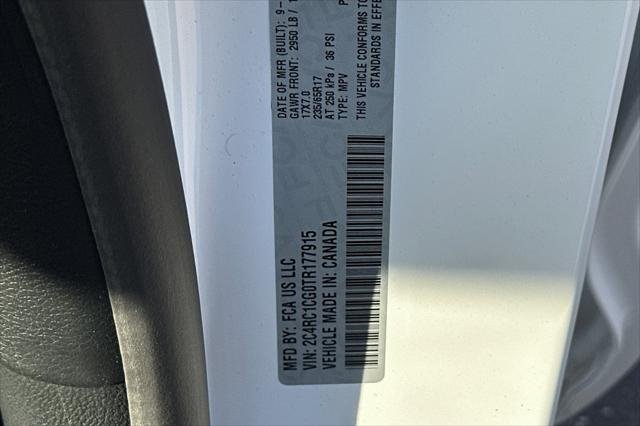 MFD BY: FCA US LLC
VIN: 2C4RC1CG0TR177915
VEHICLE MADE IN: CANADA
DATE OF MFR (BUILT): 9-
GAWR FRONT: 2950 LB /
17X7.0
235/65R17
AT 250 kPa / 36 PSI
TYPE: MPV
THIS VEHICLE CONFORMS TO
STANDARDS IN EFFE